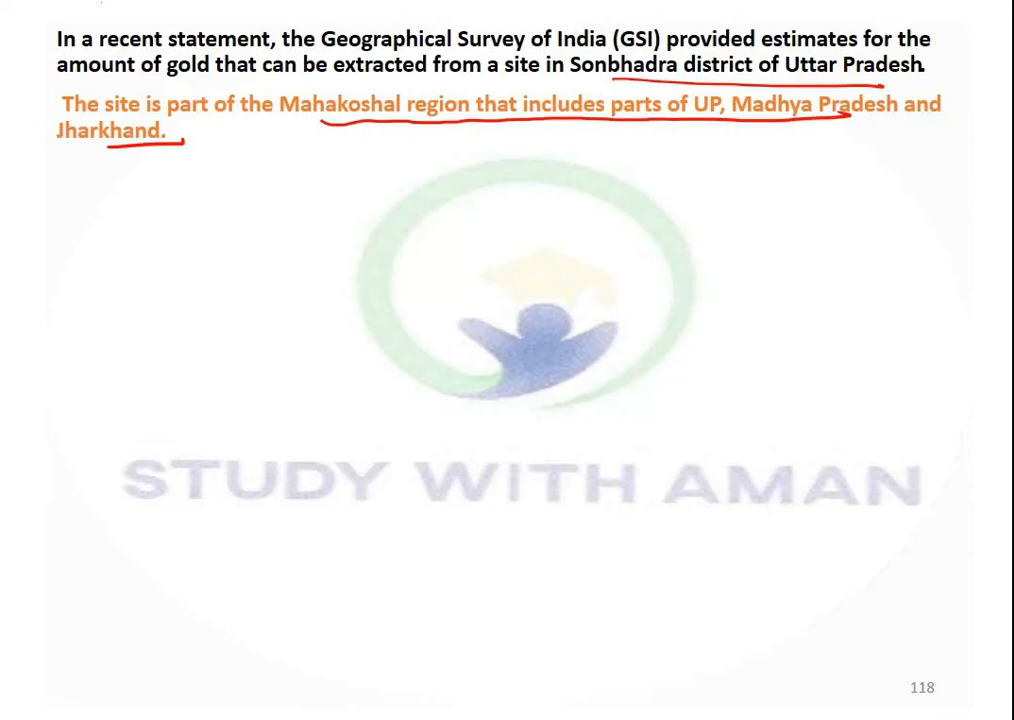 In a recent statement, the Geographical Survey of India (GSI) provided estimates for the
amount of gold that can be extracted from a site in Sonbhadra district of Uttar Pradesh.
The site is part of the Mahakoshal region that includes parts of UP, Madhya Pradesh and
Jharkhand.
STUDY WITH AMAN
118